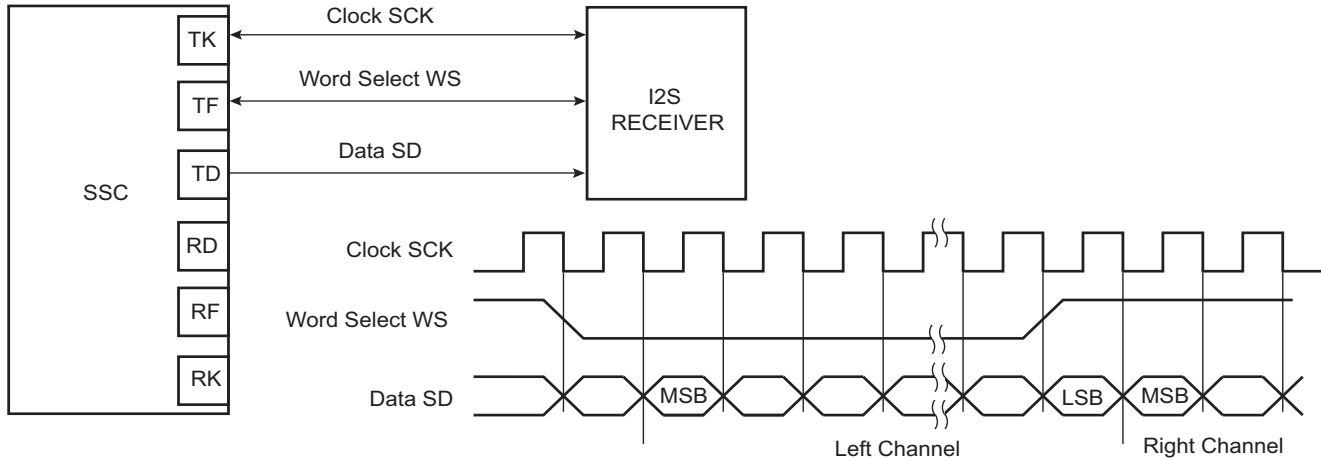 SSC
TK
TF
TD
RD
RF
RK
Clock SCK
Word Select WS
Data SD
I2S
RECEIVER
Clock SCK
Word Select WS
Data SD
MSB
LSB
MSB
Left Channel
Right Channel